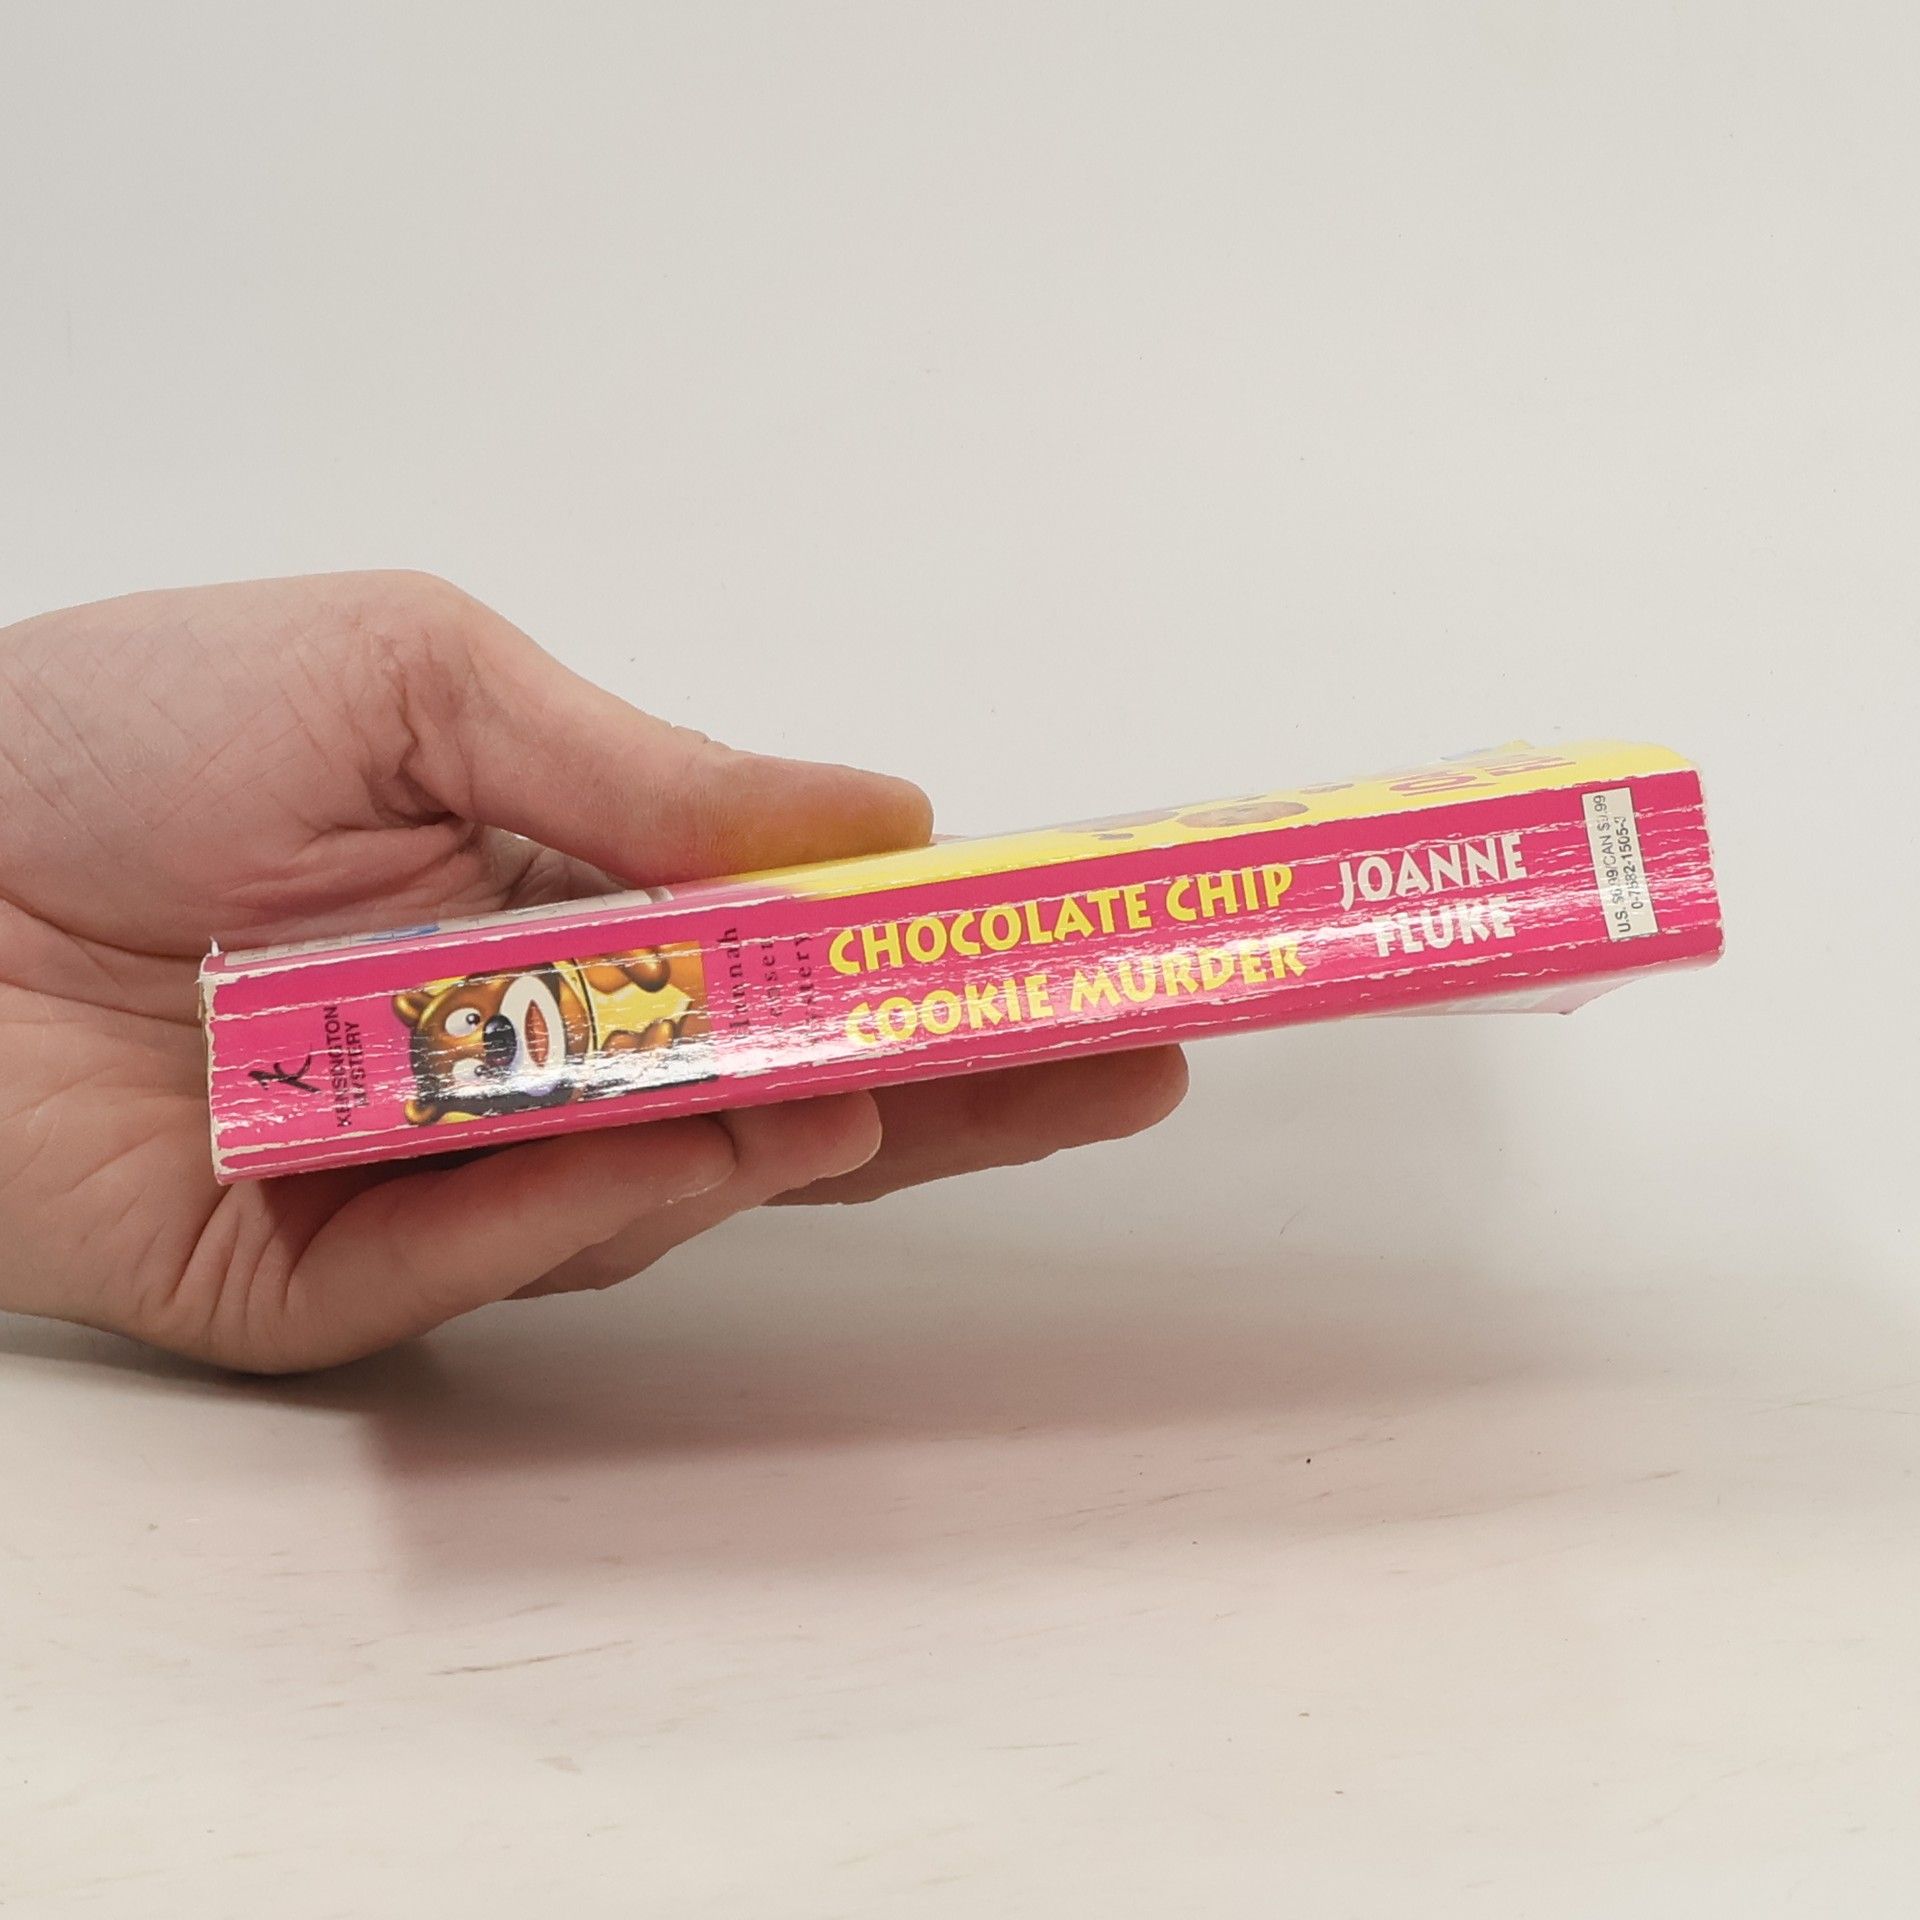 K
KENSINGTON
MYSTERY
Hannah
Swensen
Mystery
CHOCOLATE CHIP
COOKIE MURDER
JOANNE
FLUKE